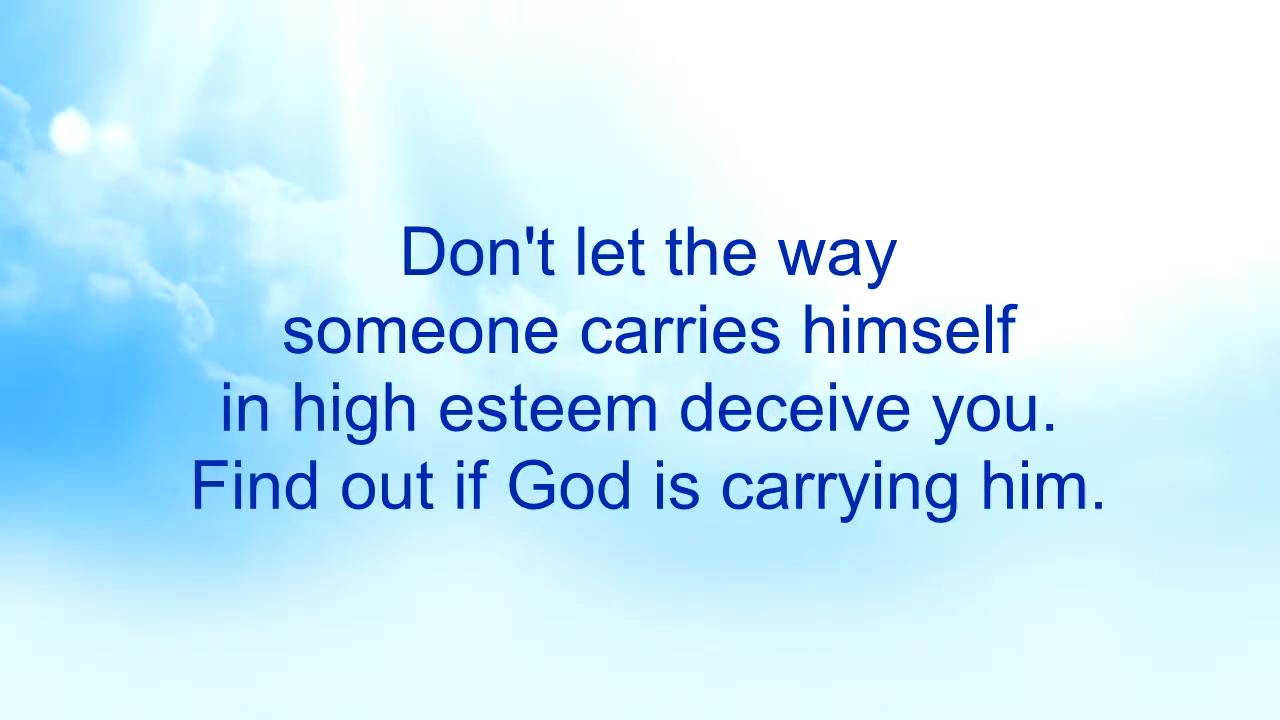 Don't let the way
someone carries himself
in high esteem deceive you.
Find out if God is carrying him.